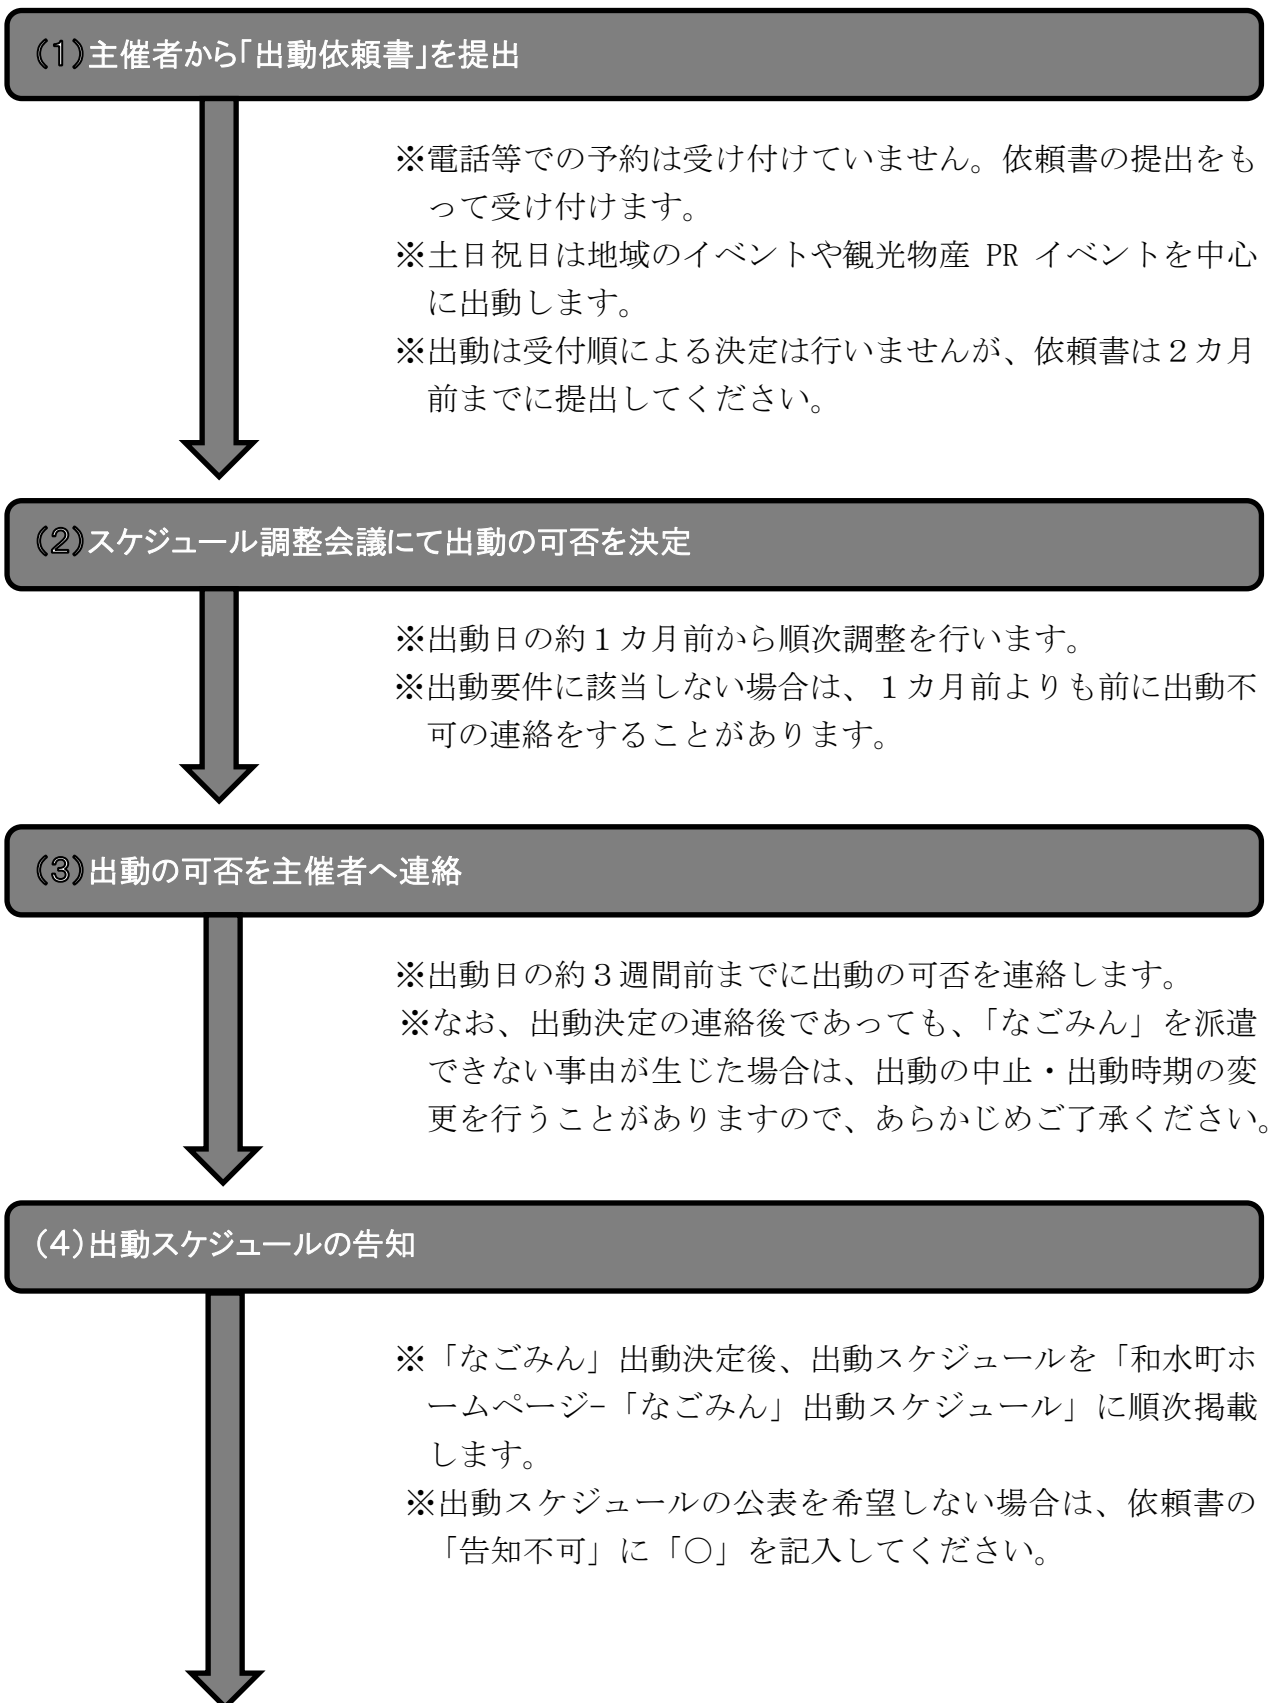 (1)主催者から「出動依頼書」を提出
※電話等での予約は受け付けていません。依頼書の提出をも
って受け付けます。
※土日祝日は地域のイベントや観光物産 PR イベントを中心
に出動します。
※出動は受付順による決定は行いませんが、依頼書は２カ月
前までに提出してください。
(2)スケジュール調整会議にて出動の可否を決定
※出動日の約１カ月前から順次調整を行います。
※出動要件に該当しない場合は、１カ月前よりも前に出動不
可の連絡をすることがあります。
(3)出動の可否を主催者へ連絡
※出動日の約３週間前までに出動の可否を連絡します。
※なお、出動決定の連絡後であっても、「なごみん」を派遣
できない事由が生じた場合は、出動の中止・出動時期の変
更を行うことがありますので、あらかじめご了承ください。
(4)出動スケジュールの告知
※「なごみん」出動決定後、出動スケジュールを「和水町ホ
ームページ-「なごみん」出動スケジュール」に順次掲載
します。
※出動スケジュールの公表を希望しない場合は、依頼書の
「告知不可」に「○」を記入してください。